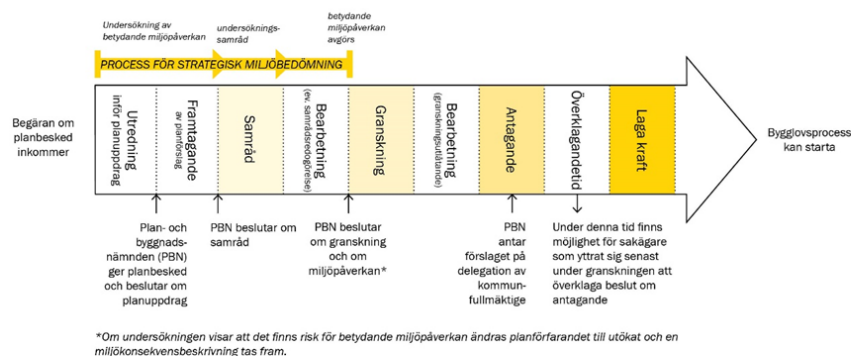 Undersökning av
betydande miljöpåverkan
undersöknings-
samråd
betydande
miljöpåverkan
avgörs
PROCESS FÖR STRATEGISK MILJÖBEDÖMNING
Begäran om
planbesked
inkommer
Utredning
inför planuppdrag
Framtagande
av planförslag
Samråd
Bearbetning
(ev. samrådsredogörelse)
Granskning
Bearbetning
(granskningsutlåtande)
Antagande
Överklagandetid
Laga kraft
Bygglovsprocess
kan starta
Plan- och
byggnads-
nämnden (PBN)
ger planbesked
och beslutar om
planuppdrag
PBN beslutar om
samråd
PBN beslutar
om granskning
och om
miljöpåverkan*
PBN
antar
förslaget på
delegation av
kommun-
fullmäktige
Under denna tid finns
möjlighet för sakägare
som yttrat sig senast
under granskningen att
överklaga beslut om
antagande
*Om undersökningen visar att det finns risk för betydande miljöpåverkan ändras planförfarandet till utökat och en
miljökonsekvensbeskrivning tas fram.